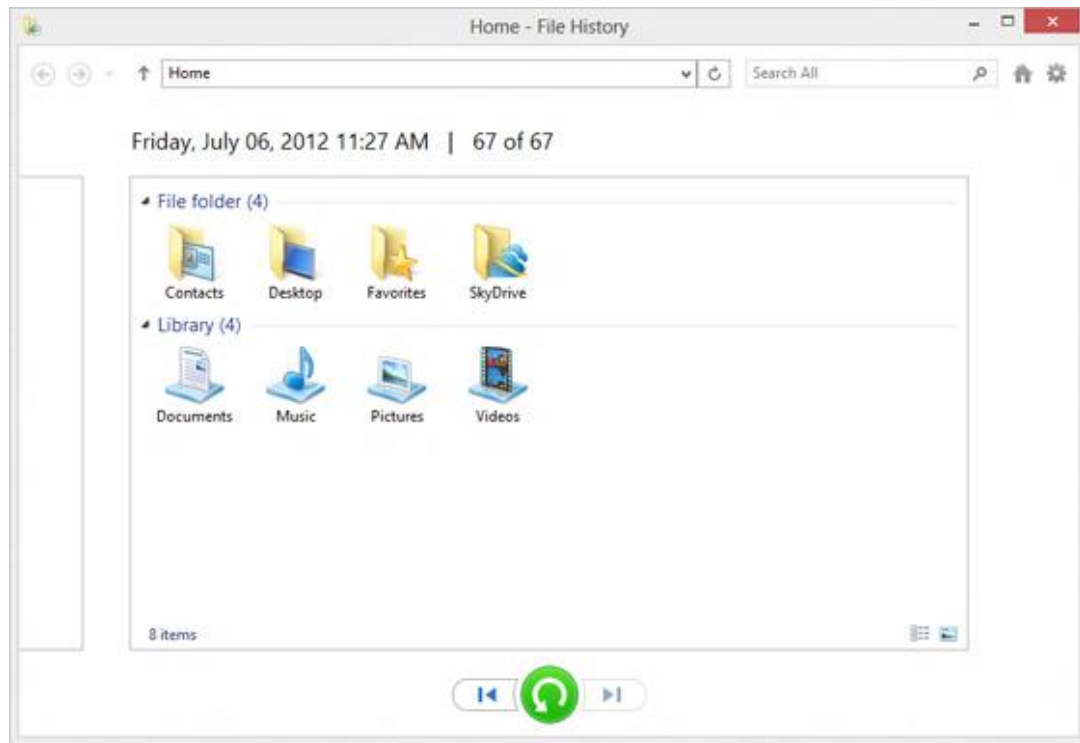 Home - File History
Home
Search All
Friday, July 06, 2012 11:27 AM | 67 of 67
File folder (4)
Contacts Desktop Favorites SkyDrive
Library (4)
Documents Music Pictures Videos
8 items